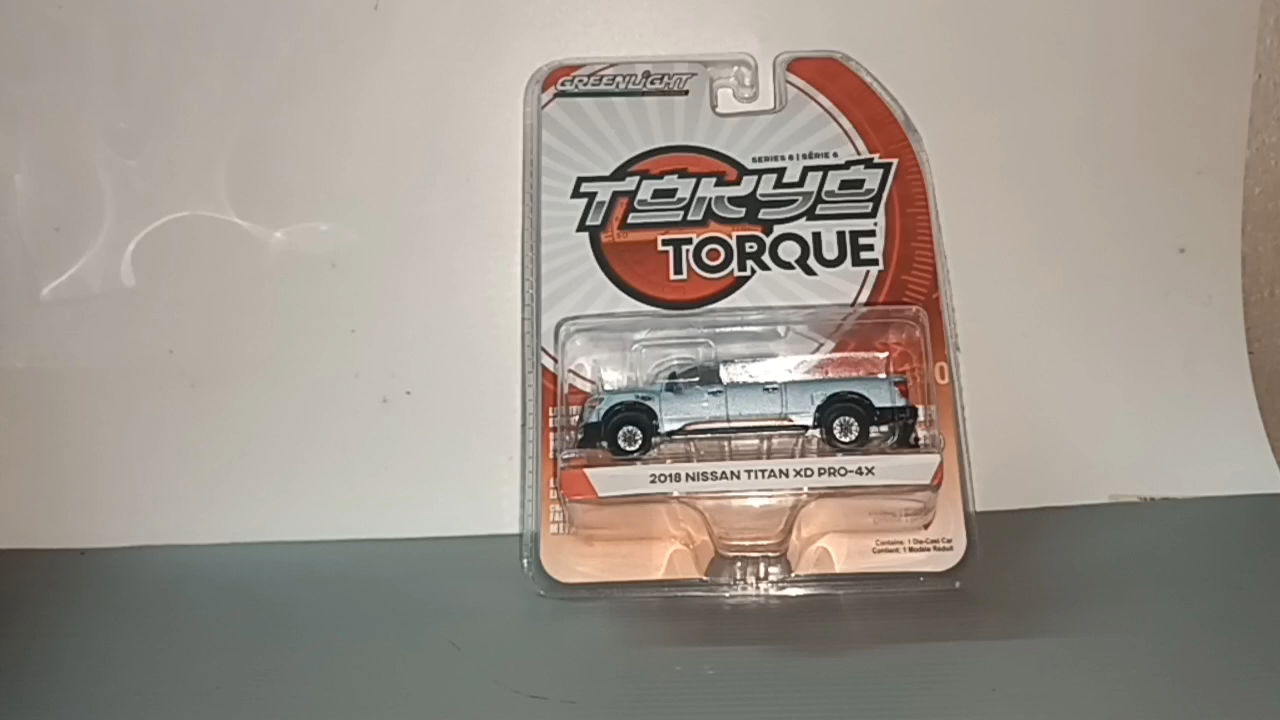 GREENLiGHT
SERIES 6 | SÉRIE 6
TOKYO
TORQUE
2018 NISSAN TITAN XD PRO-4X
Contains: 1 Die-Cast Car
Contient: 1 Modèle Réduit